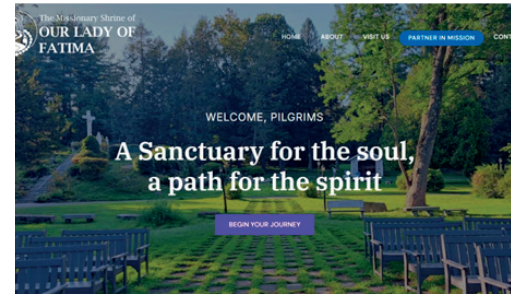 The Missionary Shrine of
OUR LADY OF
FATIMA
HOME
ABOUT
VISIT US
PARTNER IN MISSION
CONT
WELCOME, PILGRIMS
A Sanctuary for the soul,
a path for the spirit
BEGIN YOUR JOURNEY